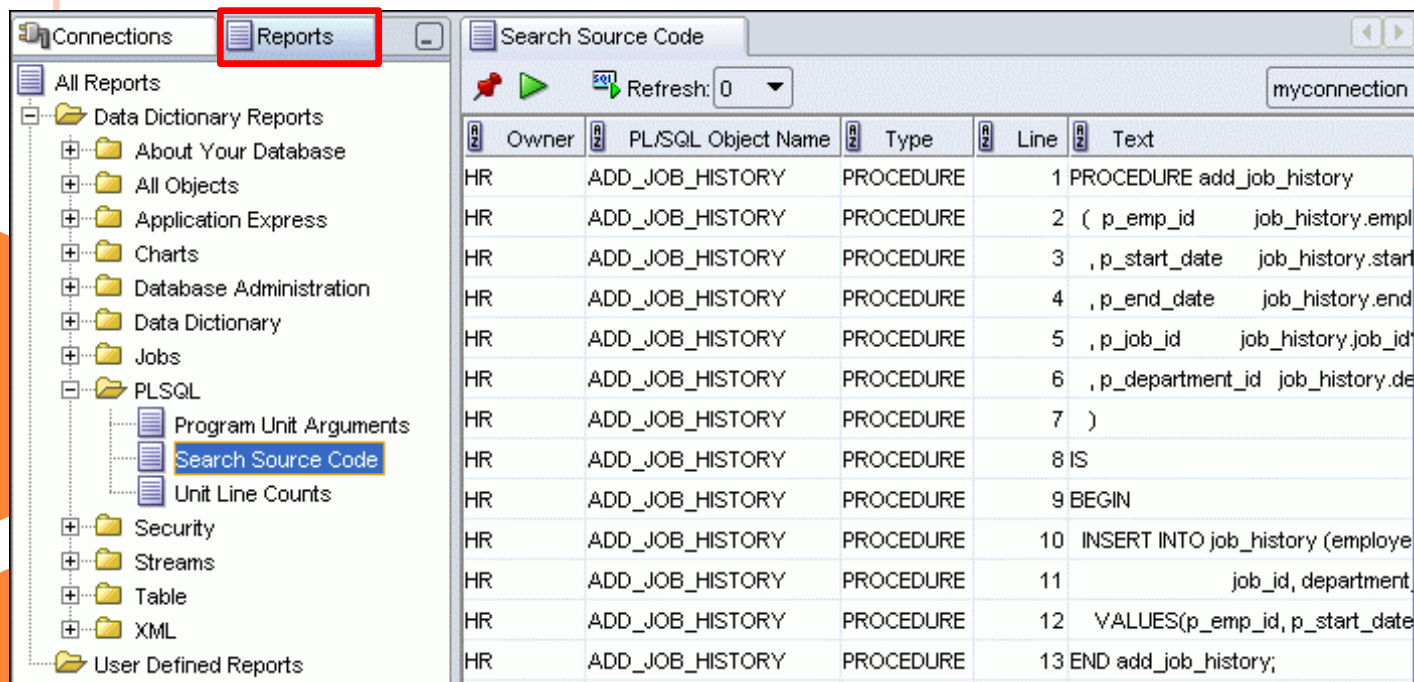 Connections
Reports
All Reports
Data Dictionary Reports
About Your Database
All Objects
Application Express
Charts
Database Administration
Data Dictionary
Jobs
PLSQL
Program Unit Arguments
Search Source Code
Unit Line Counts
Security
Streams
Table
XML
User Defined Reports
Search Source Code
SQL Refresh: 0
myconnection
Owner PL/SQL Object Name Type Line Text
HR ADD_JOB_HISTORY PROCEDURE 1 PROCEDURE add_job_history
HR ADD_JOB_HISTORY PROCEDURE 2 ( p_emp_id job_history.empl
HR ADD_JOB_HISTORY PROCEDURE 3 , p_start_date job_history.start
HR ADD_JOB_HISTORY PROCEDURE 4 , p_end_date job_history.end
HR ADD_JOB_HISTORY PROCEDURE 5 , p_job_id job_history.job_id
HR ADD_JOB_HISTORY PROCEDURE 6 , p_department_id job_history.de
HR ADD_JOB_HISTORY PROCEDURE 7 )
HR ADD_JOB_HISTORY PROCEDURE 8 IS
HR ADD_JOB_HISTORY PROCEDURE 9 BEGIN
HR ADD_JOB_HISTORY PROCEDURE 10 INSERT INTO job_history (employe
HR ADD_JOB_HISTORY PROCEDURE 11 job_id, department_
HR ADD_JOB_HISTORY PROCEDURE 12 VALUES(p_emp_id, p_start_date
HR ADD_JOB_HISTORY PROCEDURE 13 END add_job_history;